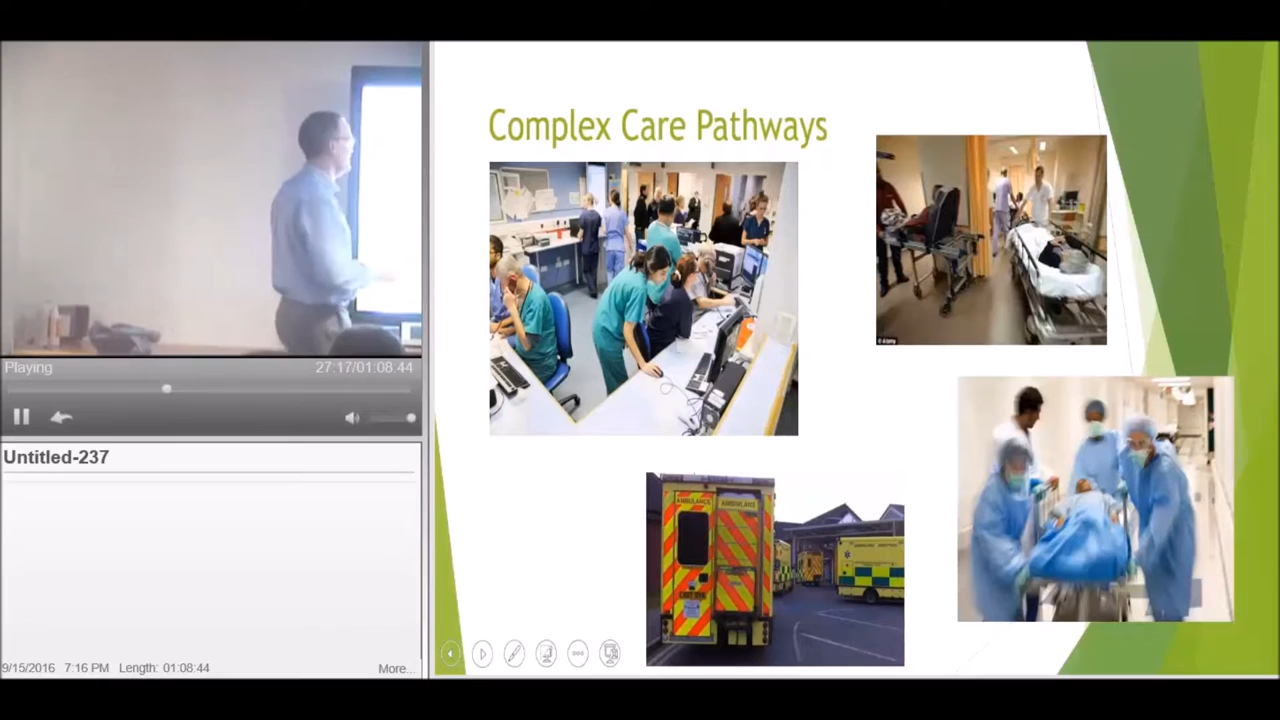 Playing
27:17/01:08.44
Untitled-237
9/15/2016 7:16 PM Length: 01:08:44
More...
Complex Care Pathways
© Alamy
AMBULANCE
AMBULANCE